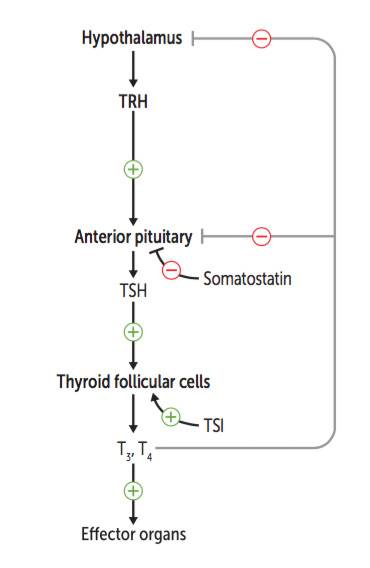 Hypothalamus
−
TRH
+
Anterior pituitary
−
−
Somatostatin
TSH
+
Thyroid follicular cells
+
TSI
T₃, T₄
+
Effector organs